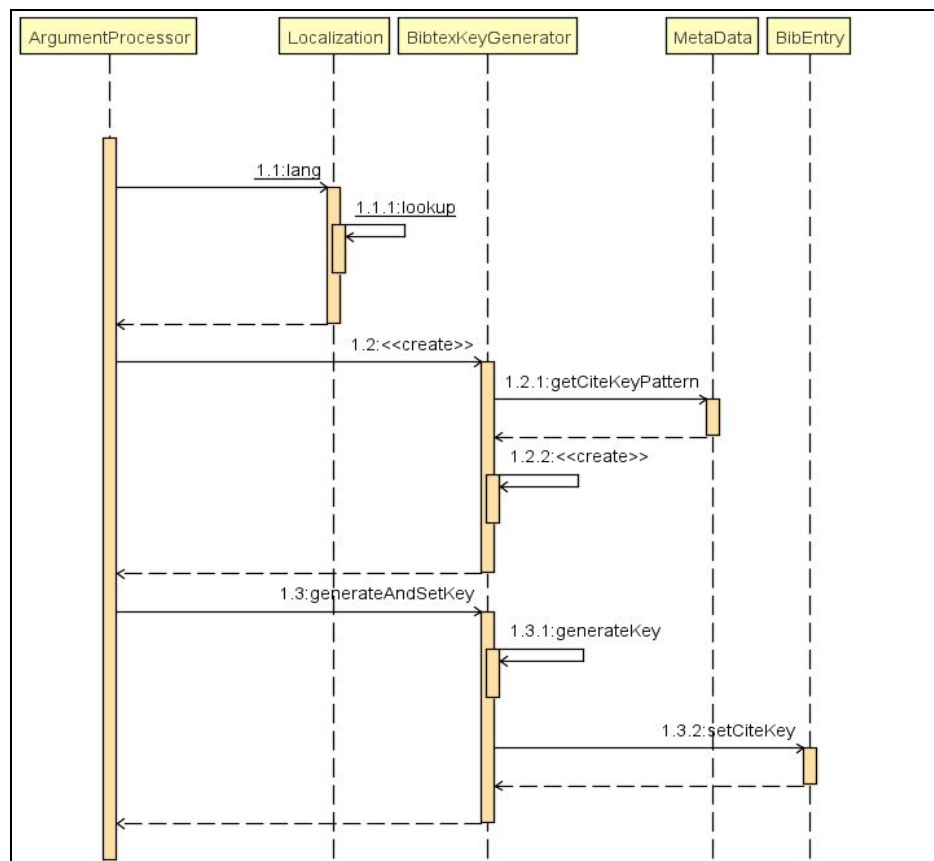 ArgumentProcessor
Localization
BibtexKeyGenerator
MetaData
BibEntry
1.1:lang
1.1.1:lookup
1.2:<<create>>
1.2.1:getCiteKeyPattern
1.2.2:<<create>>
1.3:generateAndSetKey
1.3.1:generateKey
1.3.2:setCiteKey